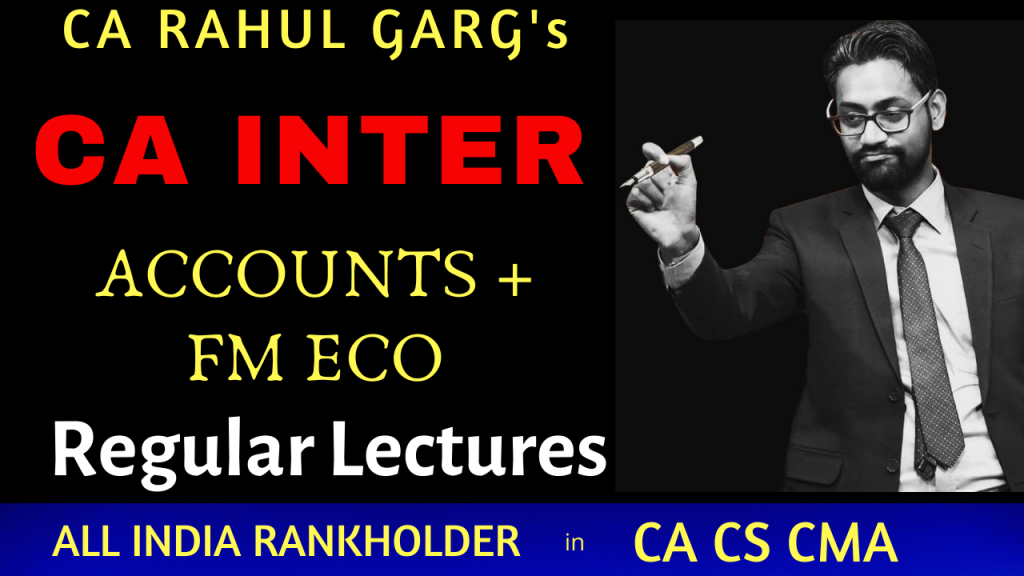 CA RAHUL GARG's
CA INTER
ACCOUNTS +
FM ECO
Regular Lectures
ALL INDIA RANKHOLDER in CA CS CMA